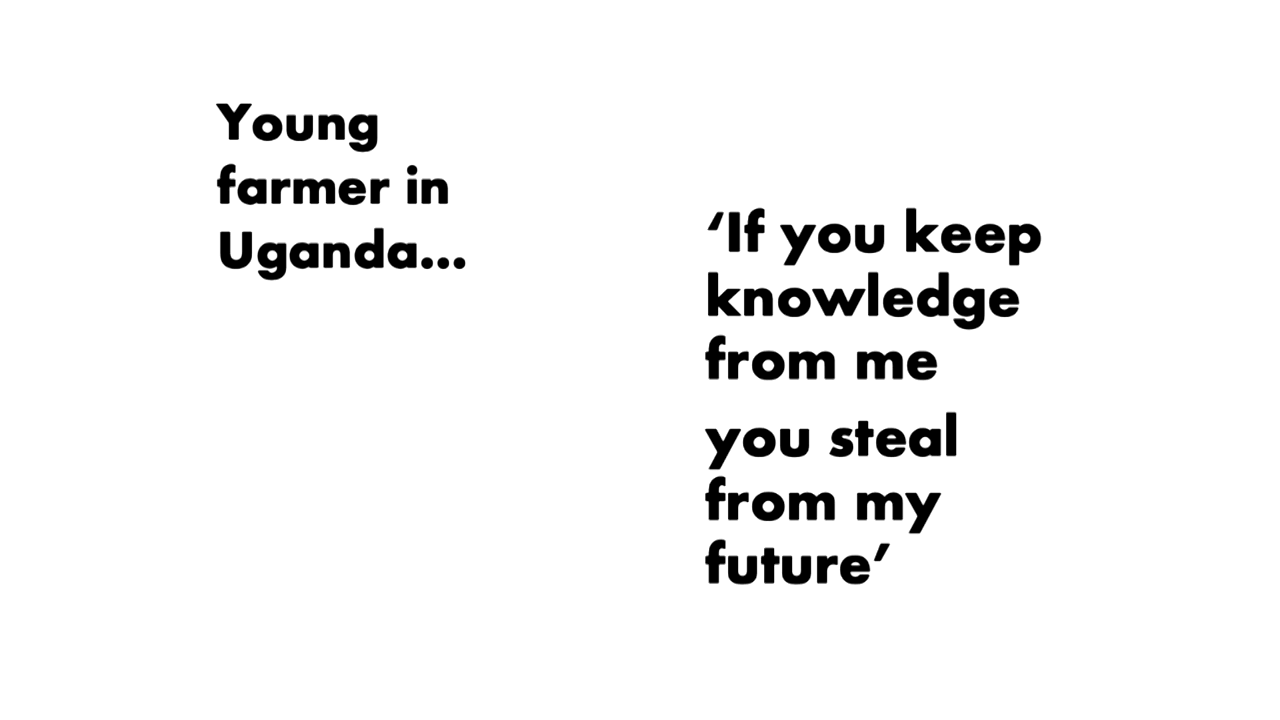 Young
farmer in
Uganda...
‘If you keep
knowledge
from me
you steal
from my
future’